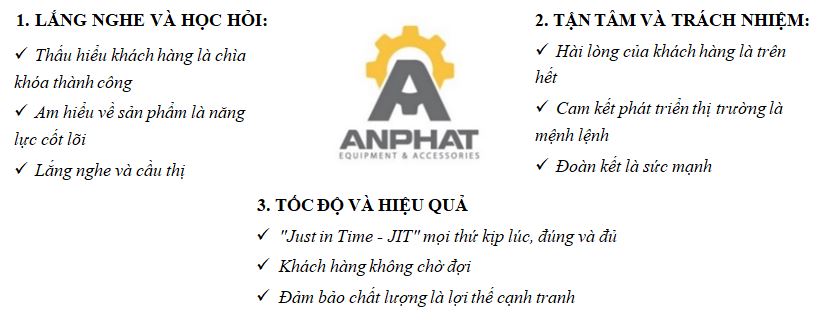 1. LẮNG NGHE VÀ HỌC HỎI:
✓ Thấu hiểu khách hàng là chìa
khóa thành công
✓ Am hiểu về sản phẩm là năng
lực cốt lõi
✓ Lắng nghe và cầu thị
ANPHAT
EQUIPMENT & ACCESSORIES
2. TẬN TÂM VÀ TRÁCH NHIỆM:
✓ Hài lòng của khách hàng là trên
hết
✓ Cam kết phát triển thị trường là
mệnh lệnh
✓ Đoàn kết là sức mạnh
3. TỐC ĐỘ VÀ HIỆU QUẢ
✓ "Just in Time - JIT" mọi thứ kịp lúc, đúng và đủ
✓ Khách hàng không chờ đợi
✓ Đảm bảo chất lượng là lợi thế cạnh tranh